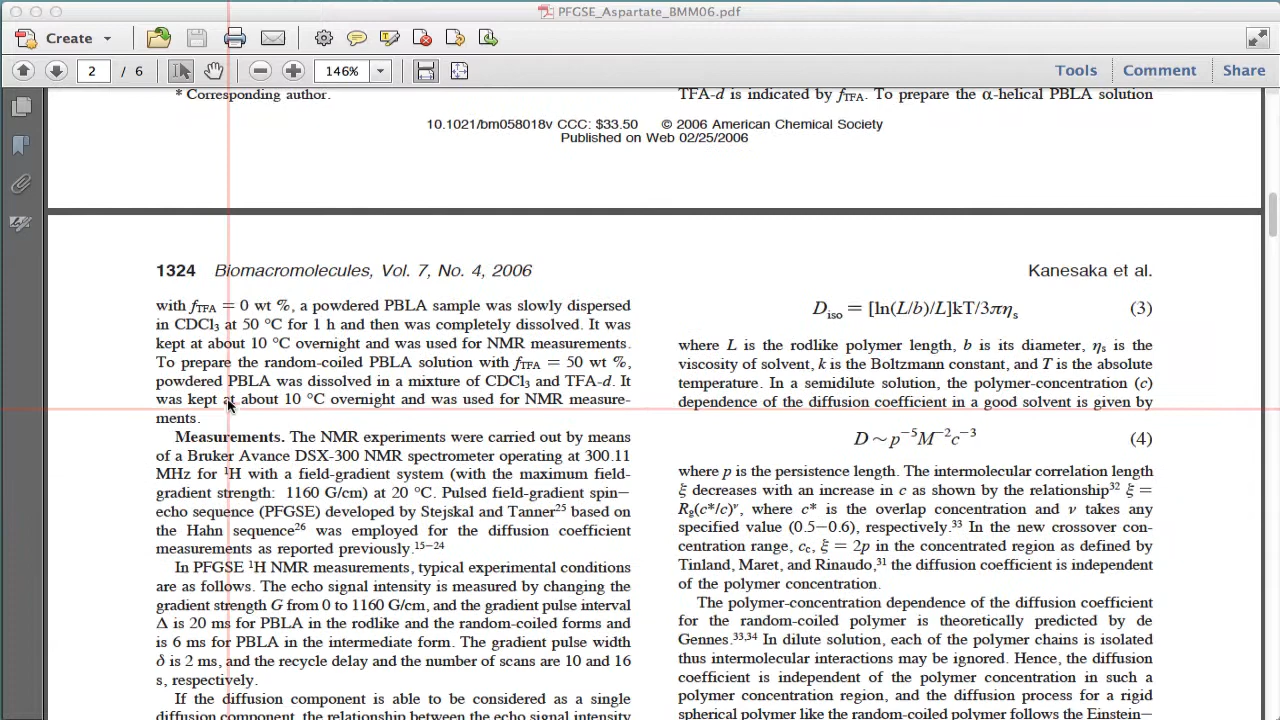 PFGSE_Aspartate_BMM06.pdf
Create
2 / 6
146%
Tools
Comment
Share
* Corresponding author.
TFA-d is indicated by fTFA. To prepare the α-helical PBLA solution
10.1021/bm058018v CCC: $33.50 © 2006 American Chemical Society
Published on Web 02/25/2006
1324 Biomacromolecules, Vol. 7, No. 4, 2006
Kanesaka et al.
with fTFA = 0 wt %, a powdered PBLA sample was slowly dispersed
in CDCl3 at 50 °C for 1 h and then was completely dissolved. It was
kept at about 10 °C overnight and was used for NMR measurements.
To prepare the random-coiled PBLA solution with fTFA = 50 wt %,
powdered PBLA was dissolved in a mixture of CDCl3 and TFA-d. It
was kept at about 10 °C overnight and was used for NMR measure-
ments.
Measurements. The NMR experiments were carried out by means
of a Bruker Avance DSX-300 NMR spectrometer operating at 300.11
MHz for 1H with a field-gradient system (with the maximum field-
gradient strength: 1160 G/cm) at 20 °C. Pulsed field-gradient spin−
echo sequence (PFGSE) developed by Stejskal and Tanner25 based on
the Hahn sequence26 was employed for the diffusion coefficient
measurements as reported previously.15−24
In PFGSE 1H NMR measurements, typical experimental conditions
are as follows. The echo signal intensity is measured by changing the
gradient strength G from 0 to 1160 G/cm, and the gradient pulse interval
Δ is 20 ms for PBLA in the rodlike and the random-coiled forms and
is 6 ms for PBLA in the intermediate form. The gradient pulse width
δ is 2 ms, and the recycle delay and the number of scans are 10 and 16
s, respectively.
If the diffusion component is able to be considered as a single
diffusion component, the relationship between the echo signal intensity
Diso = [ln(L/b)/L]kT/3πηs (3)
where L is the rodlike polymer length, b is its diameter, ηs is the
viscosity of solvent, k is the Boltzmann constant, and T is the absolute
temperature. In a semidilute solution, the polymer-concentration (c)
dependence of the diffusion coefficient in a good solvent is given by
D ~ p−5M−2c−3 (4)
where p is the persistence length. The intermolecular correlation length
ξ decreases with an increase in c as shown by the relationship32 ξ =
Rg(c*/c)ν, where c* is the overlap concentration and ν takes any
specified value (0.5−0.6), respectively.33 In the new crossover con-
centration range, cc, ξ = 2p in the concentrated region as defined by
Tinland, Maret, and Rinaudo,31 the diffusion coefficient is independent
of the polymer concentration.
The polymer-concentration dependence of the diffusion coefficient
for the random-coiled polymer is theoretically predicted by de
Gennes.33,34 In dilute solution, each of the polymer chains is isolated
thus intermolecular interactions may be ignored. Hence, the diffusion
coefficient is independent of the polymer concentration in such a
polymer concentration region, and the diffusion process for a rigid
spherical polymer like the random-coiled polymer follows the Einstein−